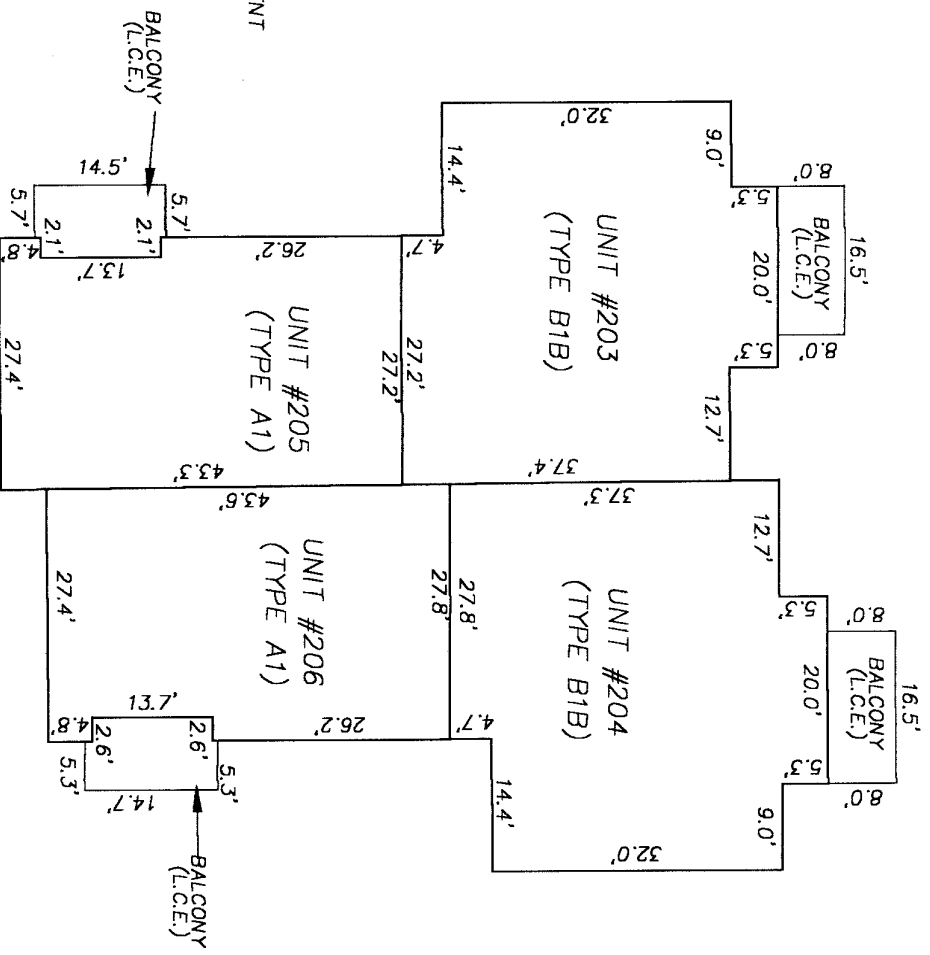 ENT
BALCONY
(L.C.E.)
14.5'
5.7'
5.7'
2.1'
2.1'
13.7'
4.8'
26.2'
UNIT #205
(TYPE A1)
27.4'
27.2'
43.3'
32.0'
14.4'
9.0'
4.7'
UNIT #203
(TYPE B1B)
27.2'
37.4'
12.7'
5.3'
20.0'
5.3'
8.0'
BALCONY
(L.C.E.)
16.5'
8.0'
43.6'
UNIT #206
(TYPE A1)
27.4'
27.8'
26.2'
13.7'
2.6'
2.6'
4.8'
5.3'
5.3'
14.7'
BALCONY
(L.C.E.)
37.3'
UNIT #204
(TYPE B1B)
27.8'
4.7'
14.4'
32.0'
9.0'
12.7'
5.3'
20.0'
5.3'
8.0'
BALCONY
(L.C.E.)
16.5'
8.0'